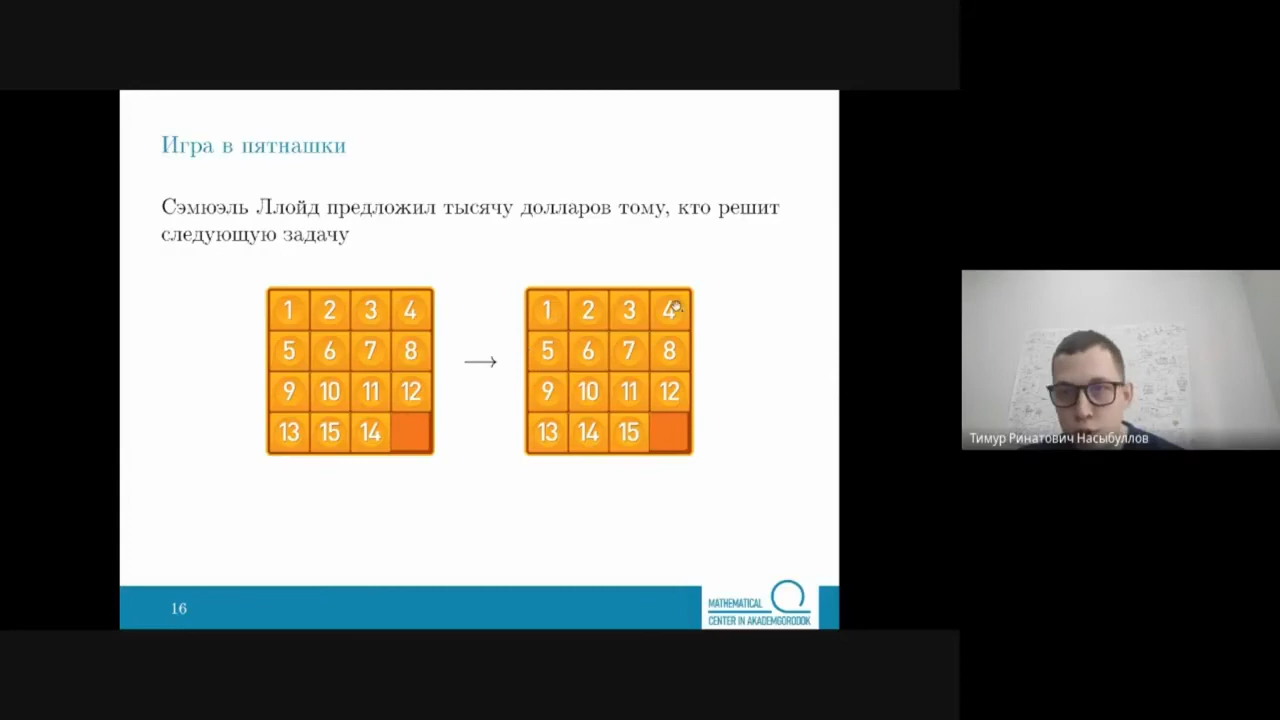 Игра в пятнашки
Сэмюэль Ллойд предложил тысячу долларов тому, кто решит
следующую задачу
1 2 3 4
5 6 7 8
9 10 11 12
13 15 14
→
1 2 3 4
5 6 7 8
9 10 11 12
13 14 15
16
MATHEMATICAL
CENTER IN AKADEMGORODOK
Тимур Ринатович Насыбуллов